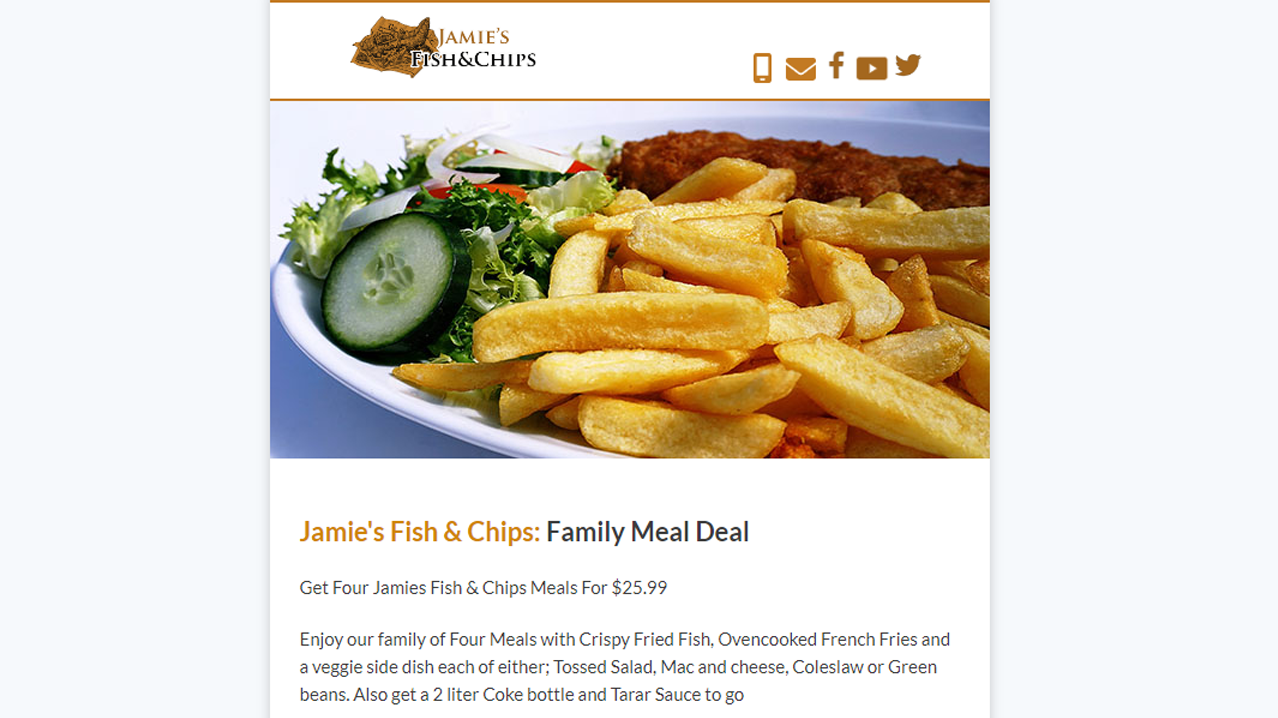 JAMIE'S
FISH&CHIPS
Jamie's Fish & Chips: Family Meal Deal
Get Four Jamies Fish & Chips Meals For $25.99
Enjoy our family of Four Meals with Crispy Fried Fish, Ovencooked French Fries and
a veggie side dish each of either; Tossed Salad, Mac and cheese, Coleslaw or Green
beans. Also get a 2 liter Coke bottle and Tarar Sauce to go